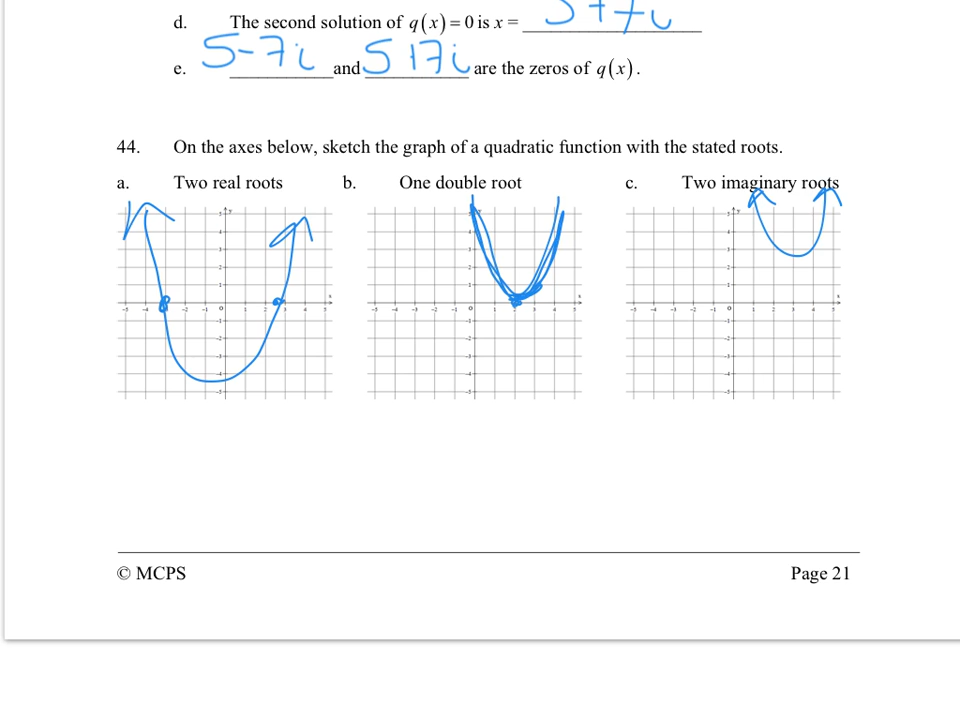 d. The second solution of q(x) = 0 is x = 5+7i
e. 5-7i and 5 17i are the zeros of q(x).
44. On the axes below, sketch the graph of a quadratic function with the stated roots.
a. Two real roots b. One double root c. Two imaginary roots
© MCPS Page 21